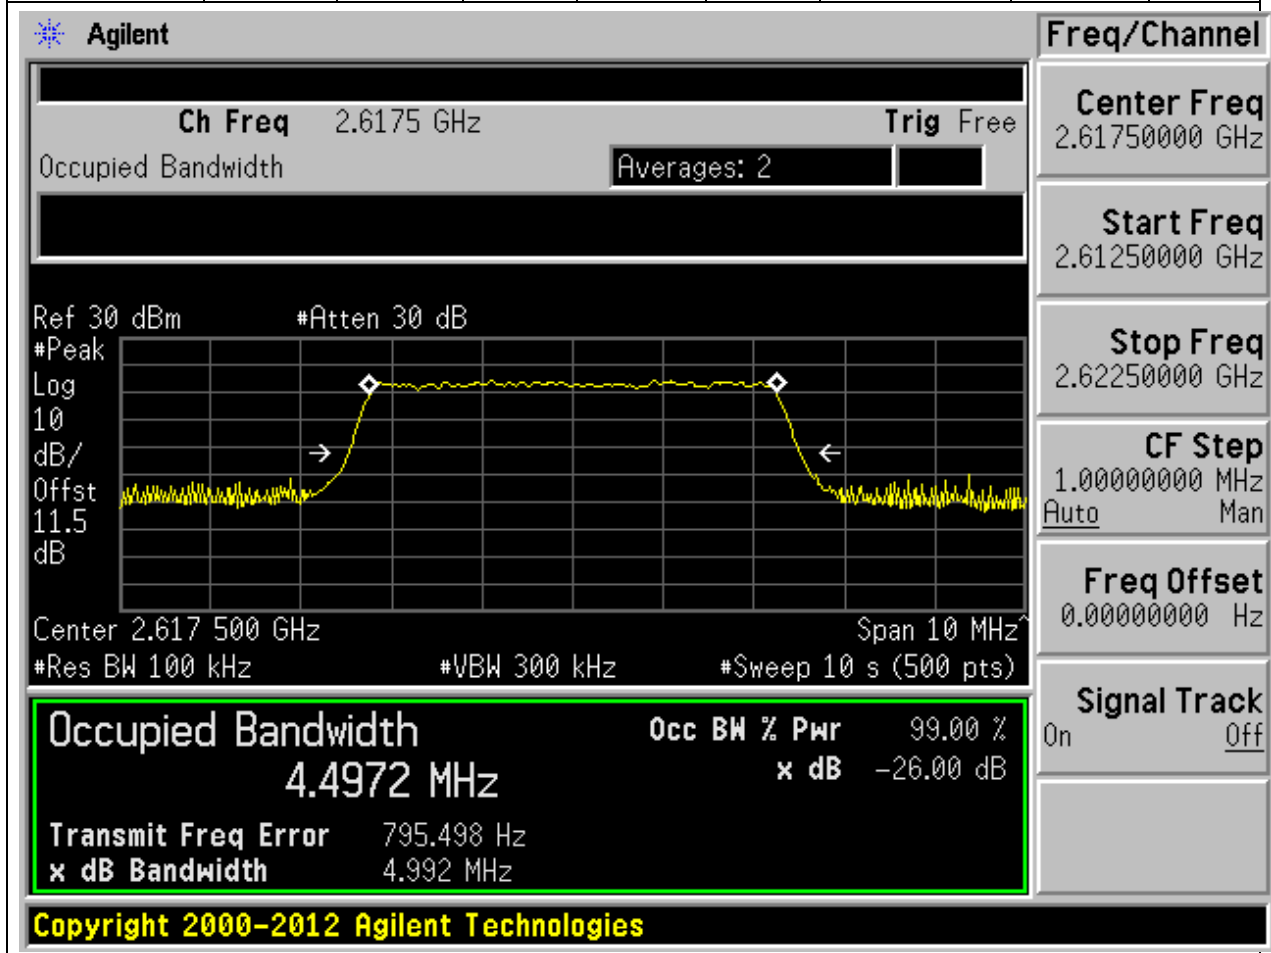 Agilent
Freq/Channel
Ch Freq 2.6175 GHz Trig Free
Occupied Bandwidth Averages: 2
Ref 30 dBm #Atten 30 dB
#Peak
Log
10
dB/
Offst
11.5
dB
Center 2.617 500 GHz Span 10 MHz^
#Res BW 100 kHz #VBW 300 kHz #Sweep 10 s (500 pts)
Occupied Bandwidth Occ BW % Pwr 99.00 %
4.4972 MHz x dB -26.00 dB
Transmit Freq Error 795.498 Hz
x dB Bandwidth 4.992 MHz
Center Freq
2.61750000 GHz
Start Freq
2.61250000 GHz
Stop Freq
2.62250000 GHz
CF Step
1.00000000 MHz
Auto Man
Freq Offset
0.00000000 Hz
Signal Track
On Off
Copyright 2000-2012 Agilent Technologies